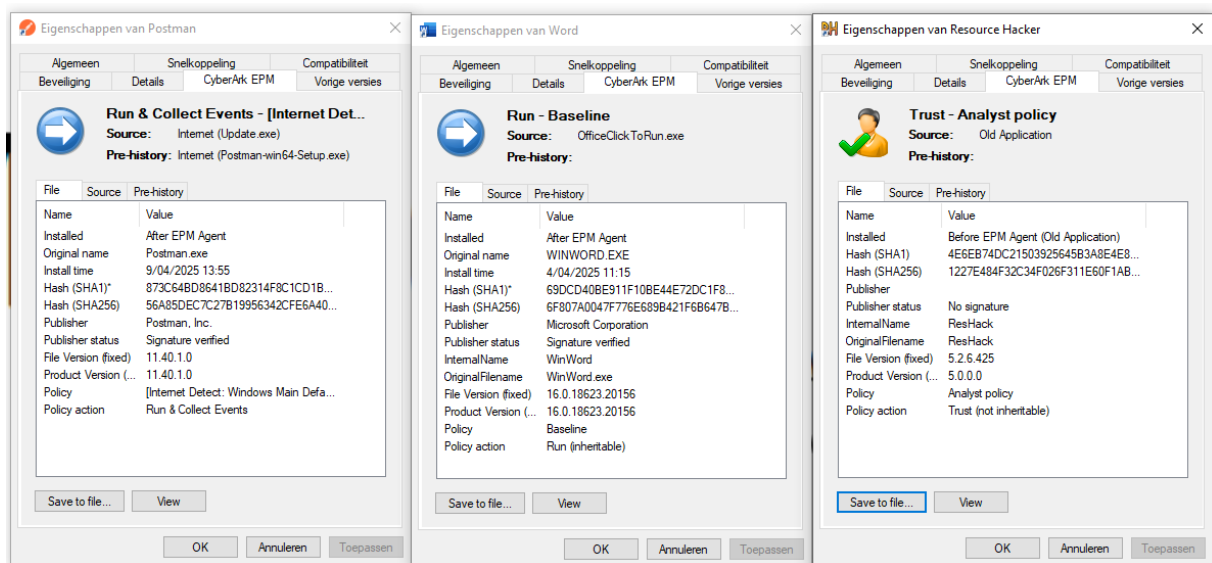 Eigenschappen van Postman
Algemeen Snelkoppeling Compatibiliteit
Beveiliging Details CyberArk EPM Vorige versies
Run & Collect Events - [Internet Det...
Source: Internet (Update.exe)
Pre-history: Internet (Postman-win64-Setup.exe)
File Source Pre-history
Name Value
Installed After EPM Agent
Original name Postman.exe
Install time 9/04/2025 13:55
Hash (SHA1)* 873C64BD8641BD82314F8C1CD1B...
Hash (SHA256) 56A85DEC7C27B19956342CFE6A40...
Publisher Postman, Inc.
Publisher status Signature verified
File Version (fixed) 11.40.1.0
Product Version (... 11.40.1.0
Policy [Internet Detect: Windows Main Defa...
Policy action Run & Collect Events
Save to file... View
OK Annuleren Toepassen
Eigenschappen van Word
Algemeen Snelkoppeling Compatibiliteit
Beveiliging Details CyberArk EPM Vorige versies
Run - Baseline
Source: OfficeClickToRun.exe
Pre-history:
File Source Pre-history
Name Value
Installed After EPM Agent
Original name WINWORD.EXE
Install time 4/04/2025 11:15
Hash (SHA1)* 69DCD40BE911F10BE44E72DC1F8...
Hash (SHA256) 6F807A0047F776E689B421F6B647B...
Publisher Microsoft Corporation
Publisher status Signature verified
InternalName WinWord
OriginalFilename WinWord.exe
File Version (fixed) 16.0.18623.20156
Product Version (... 16.0.18623.20156
Policy Baseline
Policy action Run (inheritable)
Save to file... View
OK Annuleren Toepassen
Eigenschappen van Resource Hacker
Algemeen Snelkoppeling Compatibiliteit
Beveiliging Details CyberArk EPM Vorige versies
Trust - Analyst policy
Source: Old Application
Pre-history:
File Source Pre-history
Name Value
Installed Before EPM Agent (Old Application)
Hash (SHA1) 4E6EB74DC21503925645B3A8E4E8...
Hash (SHA256) 1227E484F32C34F026F311E60F1AB...
Publisher
Publisher status No signature
InternalName ResHack
OriginalFilename ResHack
File Version (fixed) 5.2.6.425
Product Version (... 5.0.0.0
Policy Analyst policy
Policy action Trust (not inheritable)
Save to file... View
OK Annuleren Toepassen